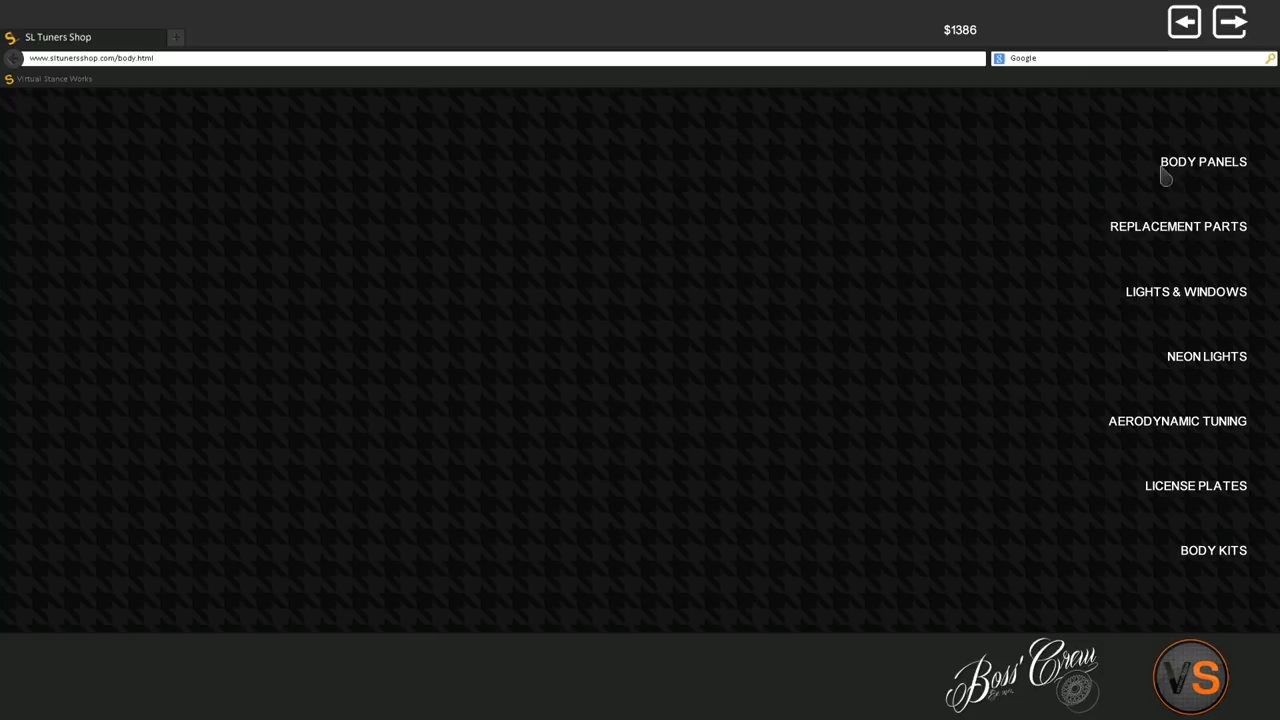 SL Tuners Shop
+
$1386
www.sltunersshop.com/body.html
Google
Virtual Stance Works
BODY PANELS
REPLACEMENT PARTS
LIGHTS & WINDOWS
NEON LIGHTS
AERODYNAMIC TUNING
LICENSE PLATES
BODY KITS
Boss' Crew
VS